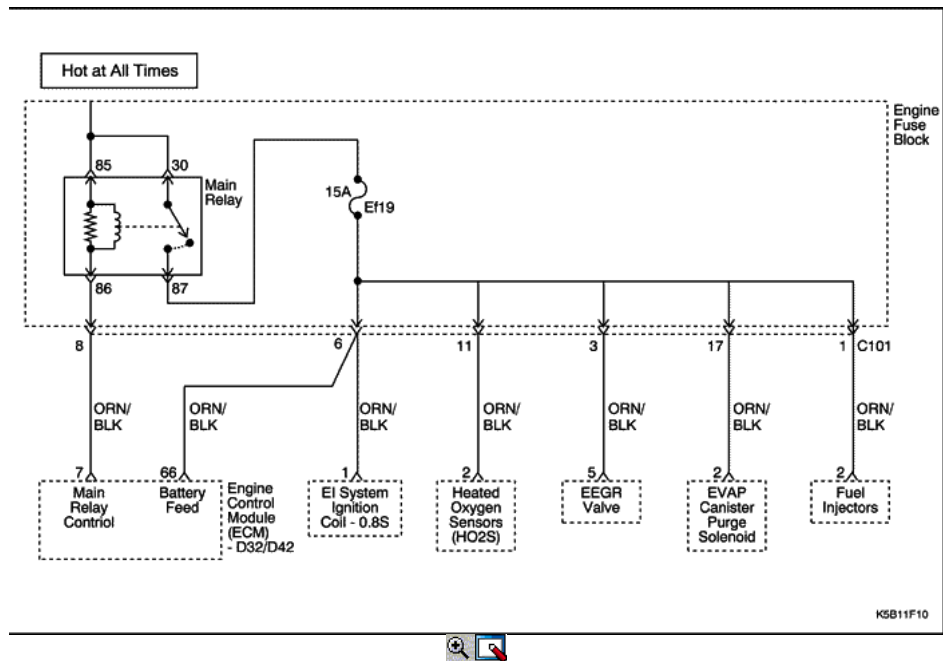 Hot at All Times
Engine
Fuse
Block
85
30
Main
Relay
15A
Ef19
86
87
8
6
11
3
17
1
C101
ORN/
BLK
ORN/
BLK
ORN/
BLK
ORN/
BLK
ORN/
BLK
ORN/
BLK
ORN/
BLK
7
66
1
2
5
2
2
Main
Relay
Control
Battery
Feed
Engine
Control
Module
(ECM)
- D32/D42
EI System
Ignition
Coil - 0.8S
Heated
Oxygen
Sensors
(HO2S)
EEGR
Valve
EVAP
Canister
Purge
Solenoid
Fuel
Injectors
K5B11F10